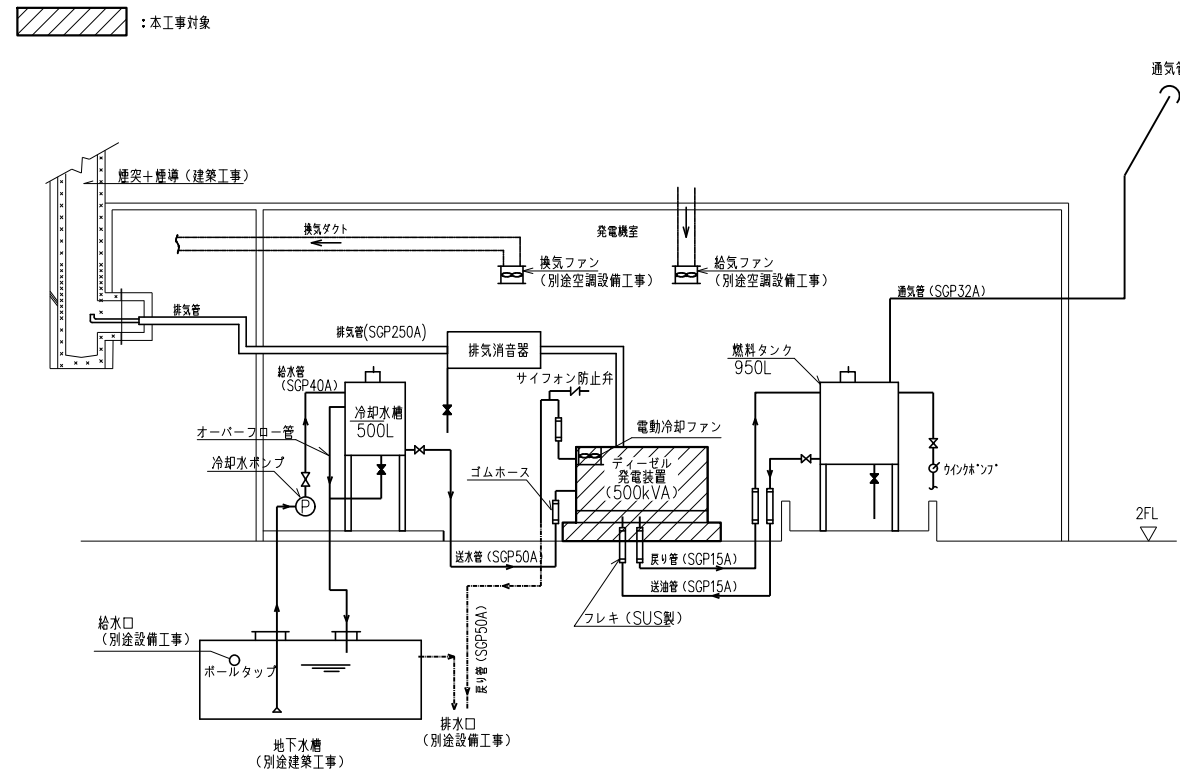 ：本工事対象
通気管
煙突＋煙導（建築工事）
換気ダクト
発電機室
換気ファン
（別途空調設備工事）
給気ファン
（別途空調設備工事）
通気管（SGP32A）
排気管
排気管(SGP250A)
排気消音器
燃料タンク
950L
給水管
（SGP40A）
サイフォン防止弁
冷却水槽
500L
オーバーフロー管
電動冷却ファン
冷却水ポンプ
ゴムホース
ディーゼル
発電装置
（500kVA）
ウイングポンプ
P
2FL
送水管（SGP50A）
戻り管（SGP15A）
送油管（SGP15A）
フレキ（SUS製）
給水口
（別途設備工事）
ボールタップ
戻り管（SGP50A）
排水口
（別途設備工事）
地下水槽
（別途建築工事）